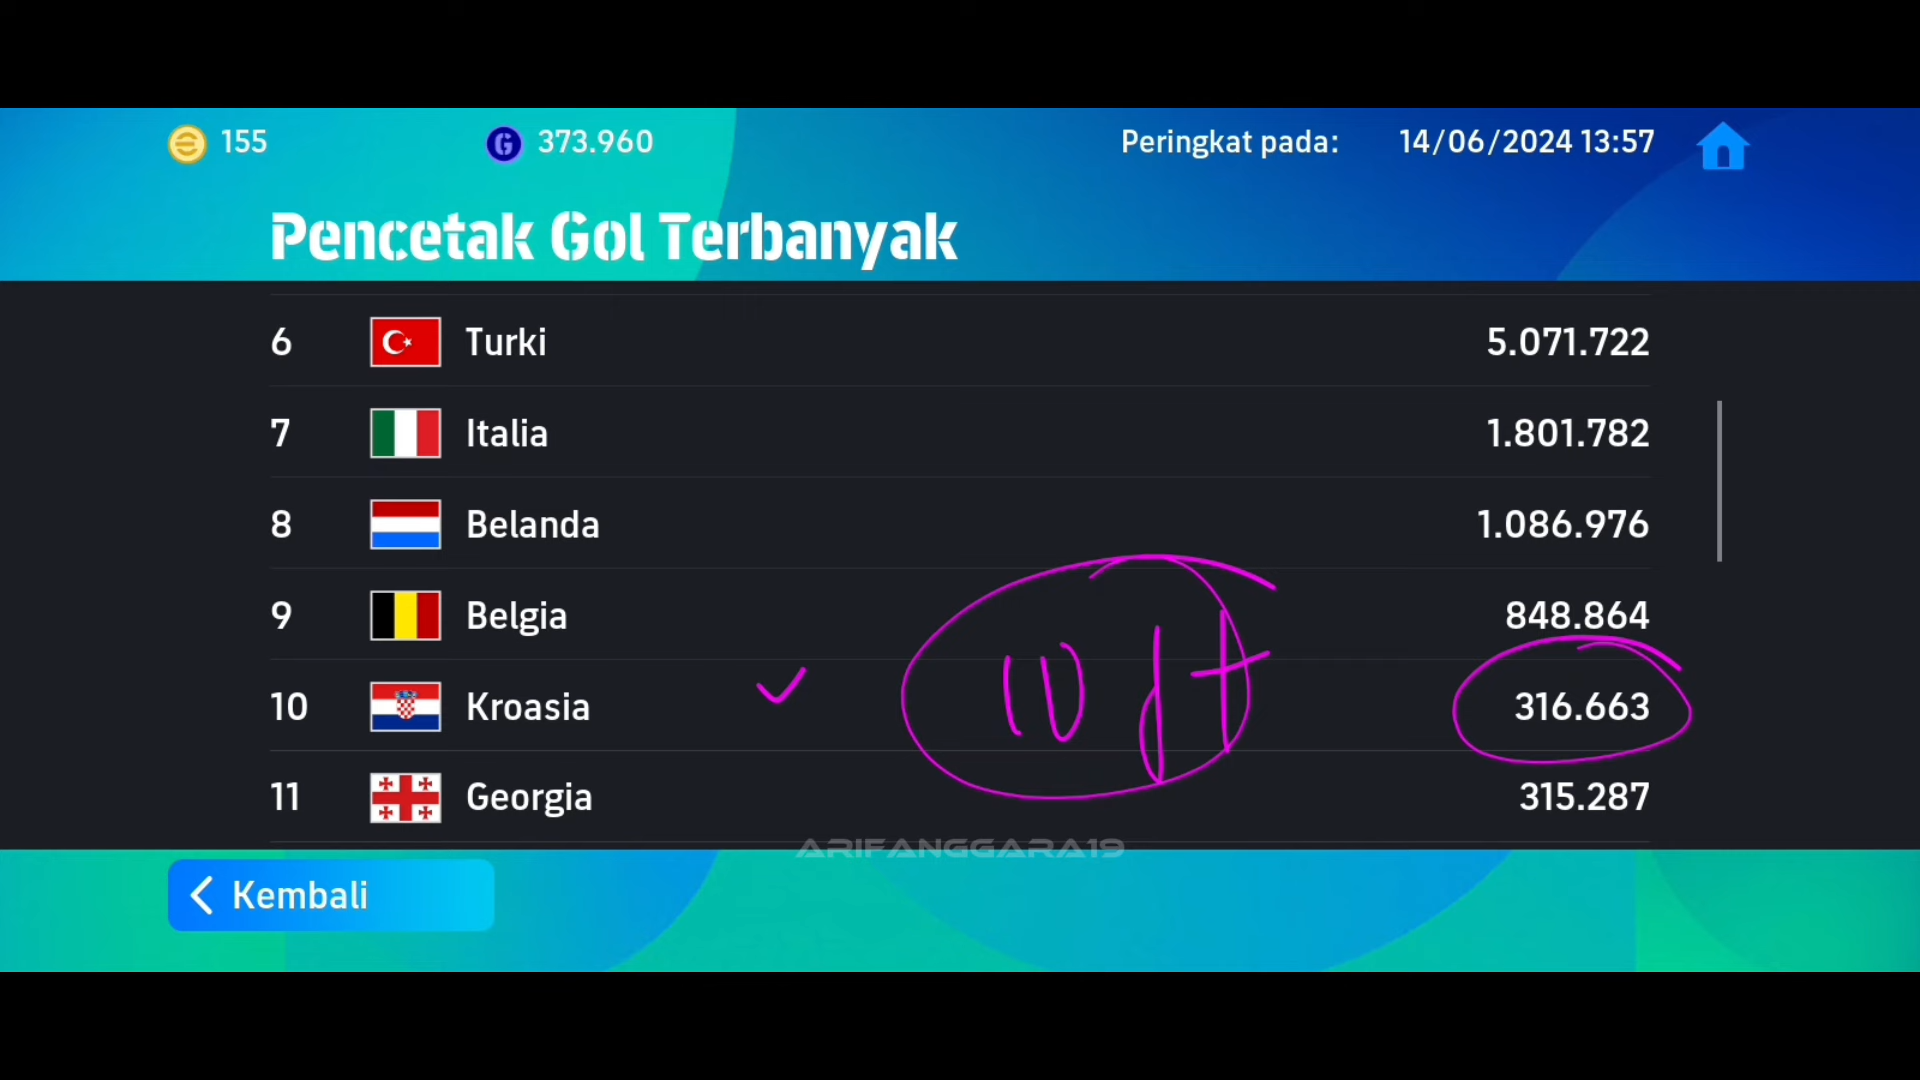 155 G 373.960 Peringkat pada: 14/06/2024 13:57
Pencetak Gol Terbanyak
6 Turki 5.071.722
7 Italia 1.801.782
8 Belanda 1.086.976
9 Belgia 848.864
10 Kroasia 10 jt 316.663
11 Georgia 315.287
ARIFANGGARA19
Kembali